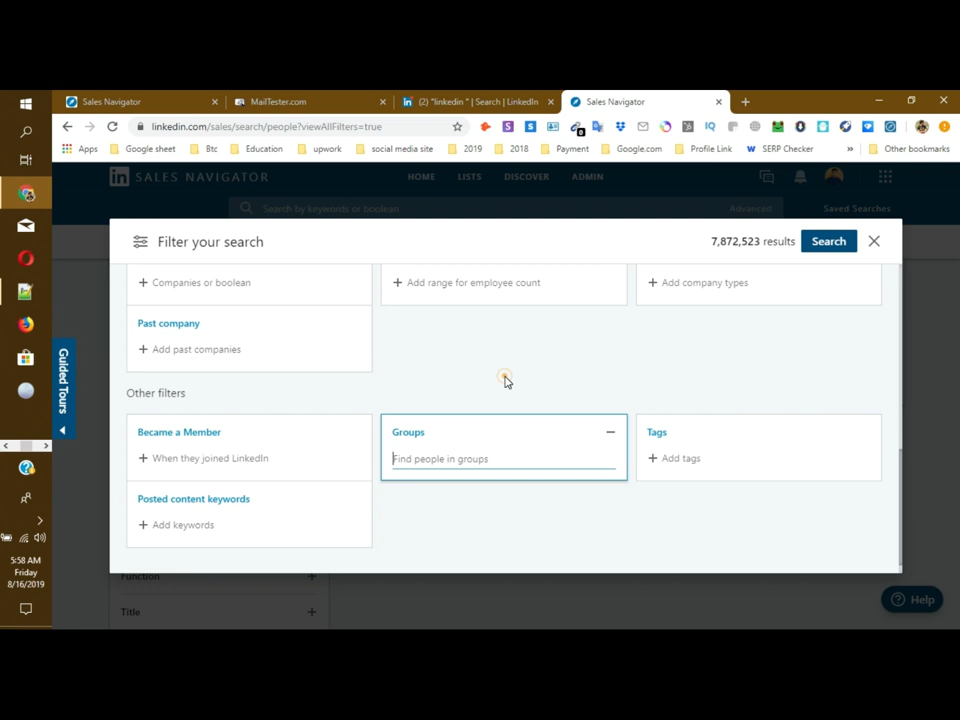 Sales Navigator
MailTester.com
(2) "linkedin " | Search | LinkedIn
Sales Navigator
linkedin.com/sales/search/people?viewAllFilters=true
Apps
Google sheet
Btc
Education
upwork
social media site
2019
2018
Payment
Google.com
Profile Link
SERP Checker
»
Other bookmarks
in SALES NAVIGATOR
HOME
LISTS
DISCOVER
ADMIN
Search by keywords or boolean
Advanced
Saved Searches
Filter your search
7,872,523 results
Search
+ Companies or boolean
+ Add range for employee count
+ Add company types
Past company
+ Add past companies
Guided Tours
Other filters
Became a Member
+ When they joined LinkedIn
Groups
Find people in groups
Tags
+ Add tags
Posted content keywords
+ Add keywords
Function
Title
Help
5:58 AM
Friday
8/16/2019